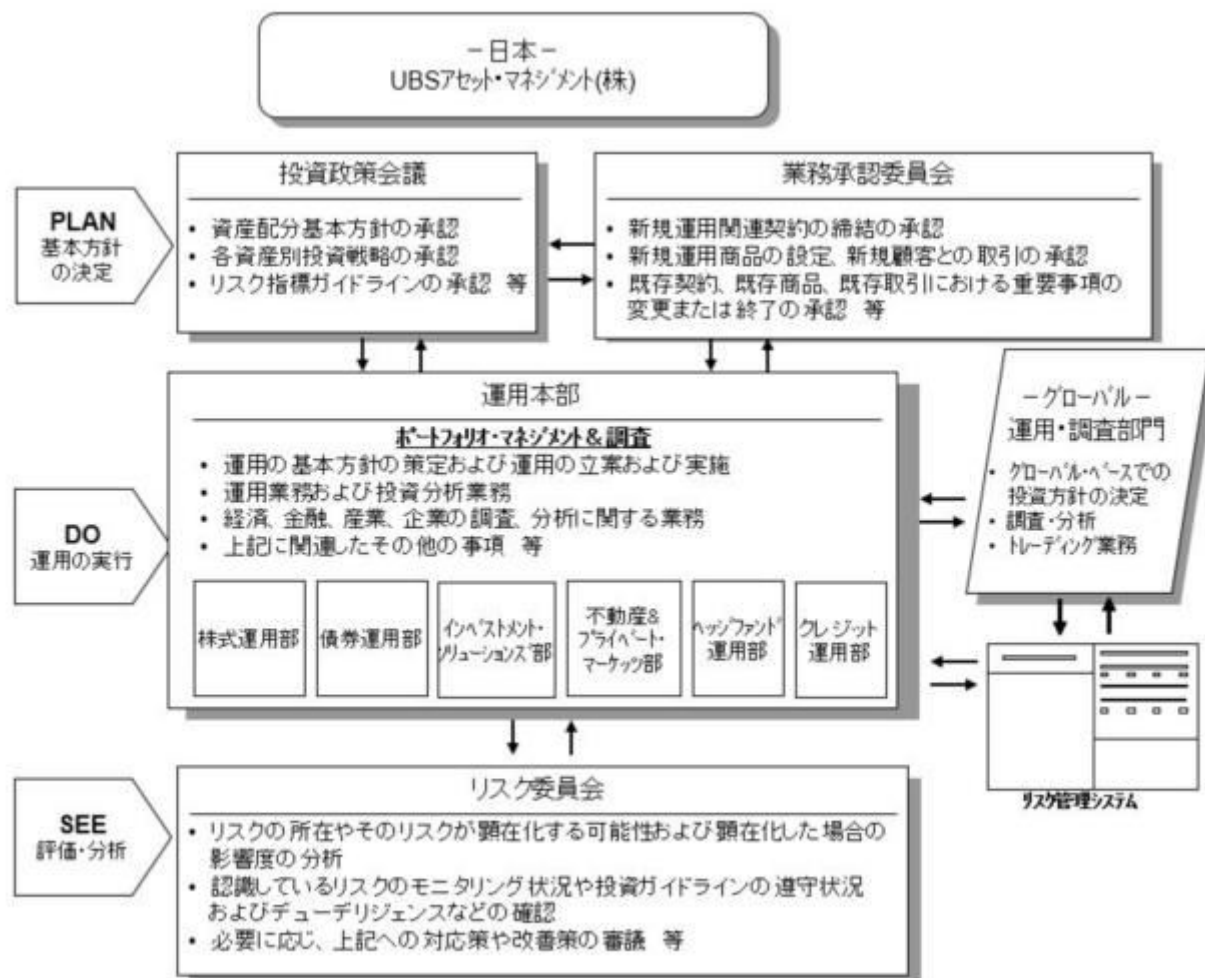 －日本－
UBSアセット・マネジメント(株)
PLAN
基本方針
の決定
投資政策会議
• 資産配分基本方針の承認
• 各資産別投資戦略の承認
• リスク指標ガイドラインの承認 等
業務承認委員会
• 新規運用関連契約の締結の承認
• 新規運用商品の設定、新規顧客との取引の承認
• 既存契約、既存商品、既存取引における重要事項の
変更または終了の承認 等
DO
運用の実行
運用本部
ポートフォリオ・マネジメント&調査
• 運用の基本方針の策定および運用の立案および実施
• 運用業務および投資分析業務
• 経済、金融、産業、企業の調査、分析に関する業務
• 上記に関連したその他の事項 等
株式運用部
債券運用部
インベストメント・
ソリューションズ部
不動産&
プライベート・
マーケッツ部
ヘッジファンド
運用部
クレジット
運用部
－グローバル－
運用・調査部門
• グローバル・ベースでの
投資方針の決定
• 調査・分析
• トレーディング業務
リスク管理システム
SEE
評価・分析
リスク委員会
• リスクの所在やそのリスクが顕在化する可能性および顕在化した場合の
影響度の分析
• 認識しているリスクのモニタリング状況や投資ガイドラインの遵守状況
およびデューデリジェンスなどの確認
• 必要に応じ、上記への対応策や改善策の審議 等